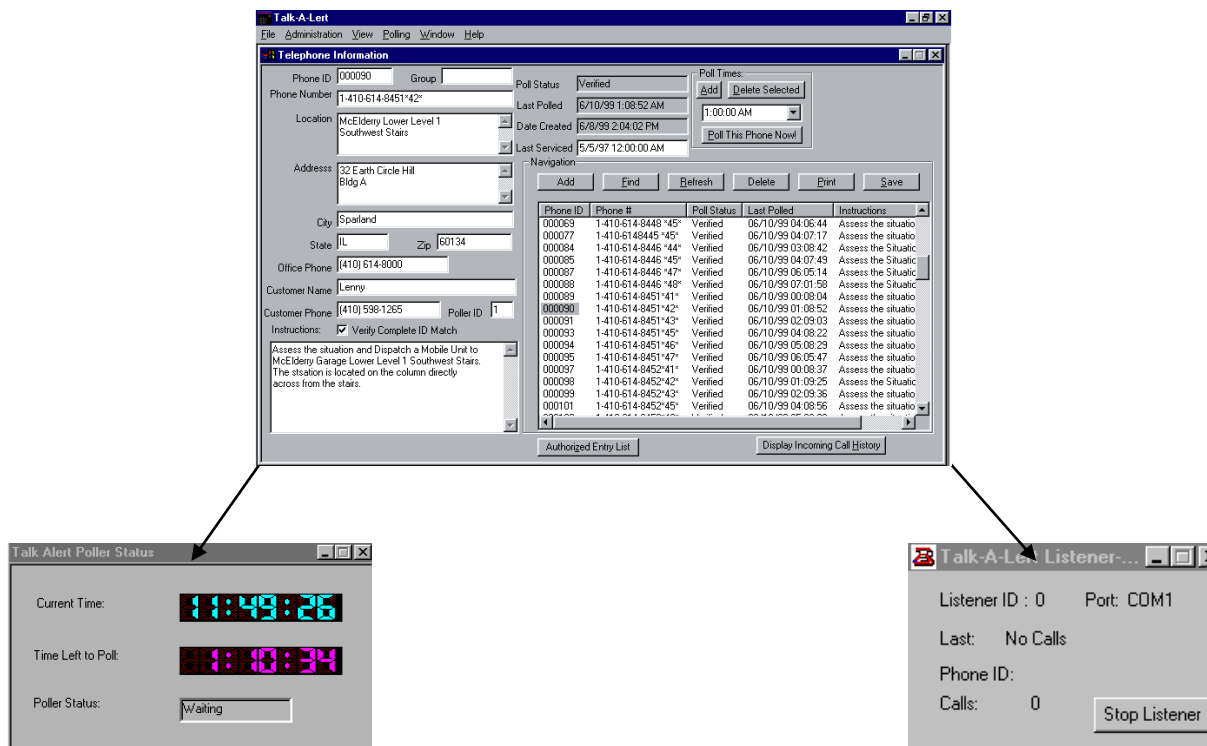 Talk-A-Lert
File Administration View Polling Window Help
Telephone Information
Phone ID 000090 Group
Phone Number 1-410-614-8451*42*
Location McElderry Lower Level 1
Southwest Stairs
Addresss 32 Earth Circle Hill
Bldg A
City Sparland
State IL Zip 60134
Office Phone (410) 614-8000
Customer Name Lenny
Customer Phone (410) 598-1265 Poller ID 1
Instructions: Verify Complete ID Match
Assess the situation and Dispatch a Mobile Unit to
McElderry Garage Lower Level 1 Southwest Stairs.
The stsation is located on the column directly
across from the stairs.
Poll Status Verified
Last Polled 6/10/99 1:08:52 AM
Date Created 6/8/99 2:04:02 PM
Last Serviced 5/5/97 12:00:00 AM
Poll Times:
Add Delete Selected
1:00:00 AM
Poll This Phone Now!
Navigation
Add Find Refresh Delete Print Save
Phone ID Phone # Poll Status Last Polled Instructions
000069 1-410-614-8448 *45* Verified 06/10/99 04:06:44 Assess the situatio
000077 1-410-6148445 *45* Verified 06/10/99 04:07:17 Assess the situatio
000084 1-410-614-8446 *44* Verified 06/10/99 03:08:42 Assess the Situatic
000085 1-410-614-8446 *45* Verified 06/10/99 04:07:49 Assess the Situatic
000087 1-410-614-8446 *47* Verified 06/10/99 06:05:14 Assess the Situatic
000088 1-410-614-8446 *48* Verified 06/10/99 07:01:58 Assess the Situatic
000089 1-410-614-8451*41* Verified 06/10/99 00:08:04 Assess the situatio
000090 1-410-614-8451*42* Verified 06/10/99 01:08:52 Assess the situatio
000091 1-410-614-8451*43* Verified 06/10/99 02:09:03 Assess the situatio
000093 1-410-614-8451*45* Verified 06/10/99 04:08:22 Assess the situatio
000094 1-410-614-8451*46* Verified 06/10/99 05:08:29 Assess the situatio
000095 1-410-614-8451*47* Verified 06/10/99 06:05:47 Assess the situatio
000097 1-410-614-8452*41* Verified 06/10/99 00:08:37 Assess the situatio
000098 1-410-614-8452*42* Verified 06/10/99 01:09:25 Assess the Situatic
000099 1-410-614-8452*43* Verified 06/10/99 02:09:36 Assess the situatio
000101 1-410-614-8452*45* Verified 06/10/99 04:08:56 Assess the situatio
Authorized Entry List Display Incoming Call History
Talk Alert Poller Status
Current Time: 11:49:26
Time Left to Poll: 1:10:34
Poller Status: Waiting
Talk-A-Lert Listener-...
Listener ID : 0 Port: COM1
Last: No Calls
Phone ID:
Calls: 0
Stop Listener